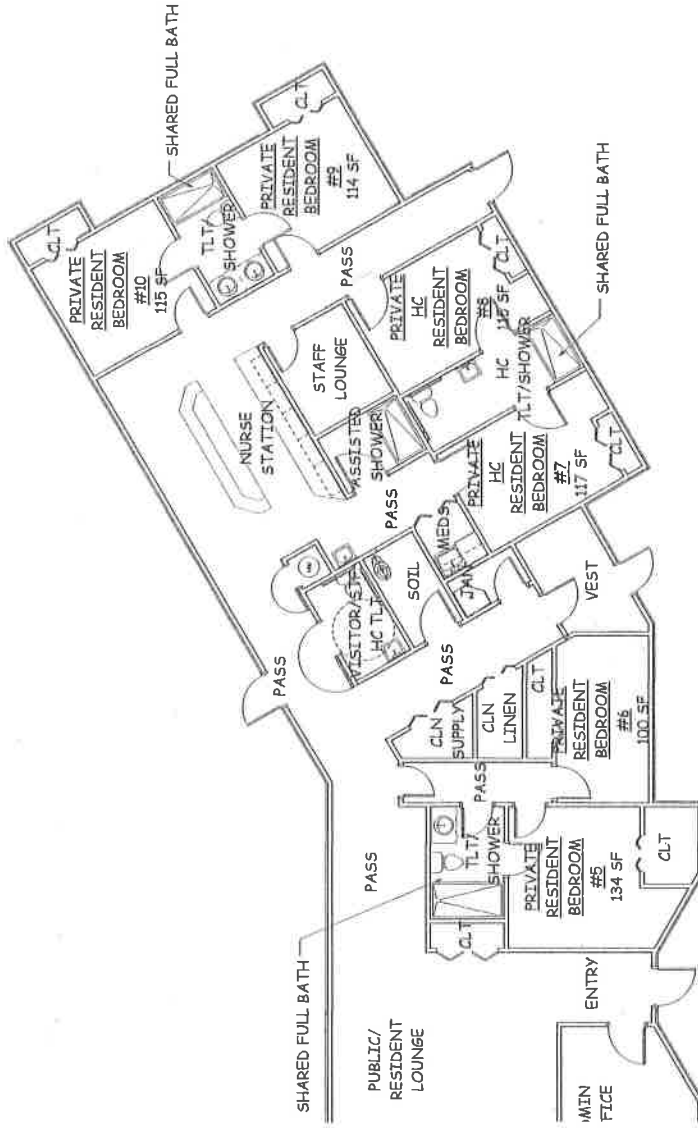 SHARED FULL BATH
PUBLIC/
RESIDENT
LOUNGE
MIN
FICE
ENTRY
PASS
CLT
TLT/
SHOWER
PRIVATE
RESIDENT
BEDROOM
#5
134 SF
CLT
PASS
CLN
SUPPLY
CLN
LINEN
CLT
PRIVATE
RESIDENT
BEDROOM
#6
100 SF
PASS
PASS
VEST
VISITOR/STF
HC TLT
SOIL
JAN
MEDS
PASS
NURSE
STATION
ASSISTED
SHOWER
STAFF
LOUNGE
PRIVATE
HC
RESIDENT
BEDROOM
#7
117 SF
CLT
HC
TLT/SHOWER
SHARED FULL BATH
PRIVATE
HC
RESIDENT
BEDROOM
#8
115 SF
CLT
PASS
PRIVATE
RESIDENT
BEDROOM
#10
115 SF
CLT
TLT/
SHOWER
SHARED FULL BATH
PRIVATE
RESIDENT
BEDROOM
#9
114 SF
CLT